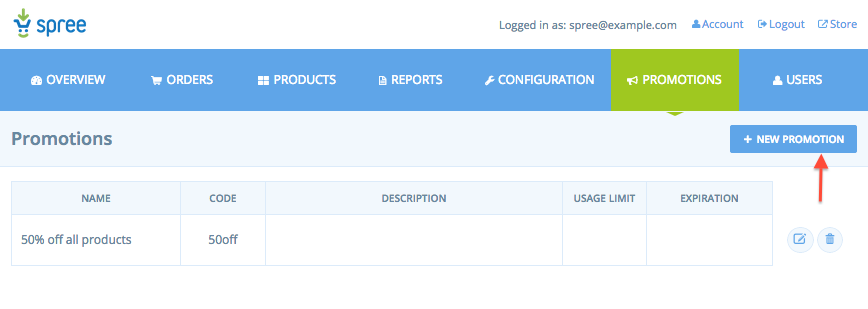 spree
Logged in as: spree@example.com Account Logout Store
OVERVIEW ORDERS PRODUCTS REPORTS CONFIGURATION PROMOTIONS USERS
Promotions + NEW PROMOTION
NAME CODE DESCRIPTION USAGE LIMIT EXPIRATION
50% off all products 50off